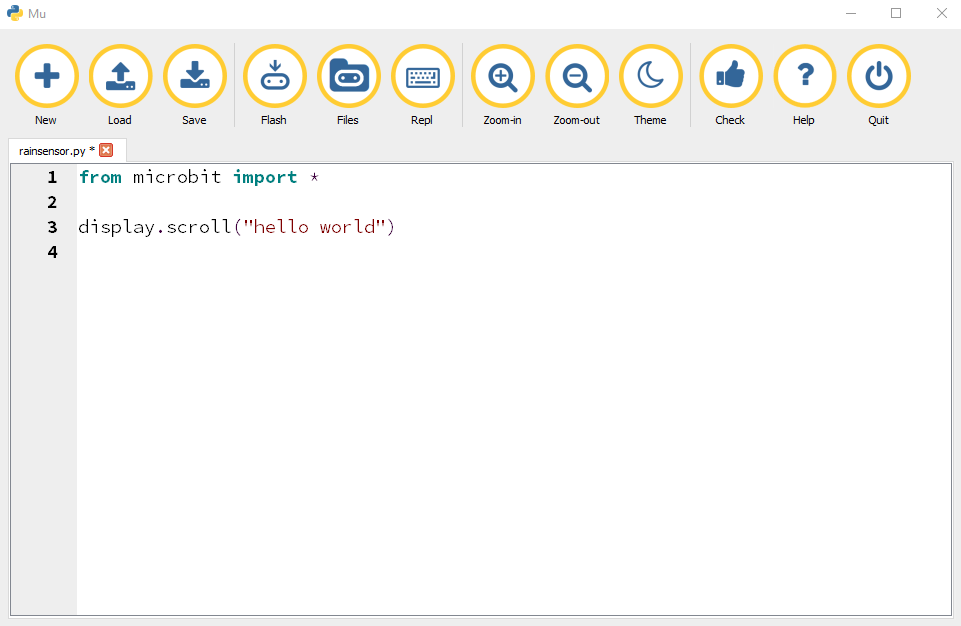 Mu
New Load Save Flash Files Repl Zoom-in Zoom-out Theme Check Help Quit
rainsensor.py *
1 from microbit import *
2
3 display.scroll("hello world")
4